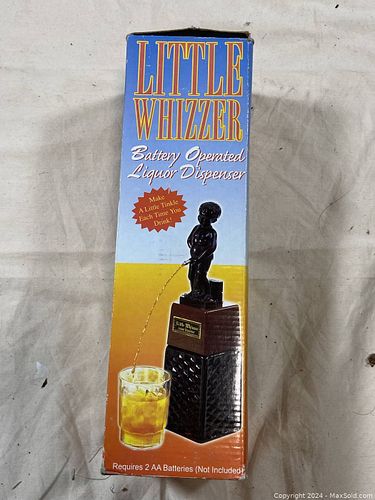 LITTLE
WHIZZER
Battery Operated
Liquor Dispenser
Make
A Little Tinkle
Each Time You
Drink!
Little Whizzer
Requires 2 AA Batteries (Not Included)
Copyright 2024 - MaxSold.com